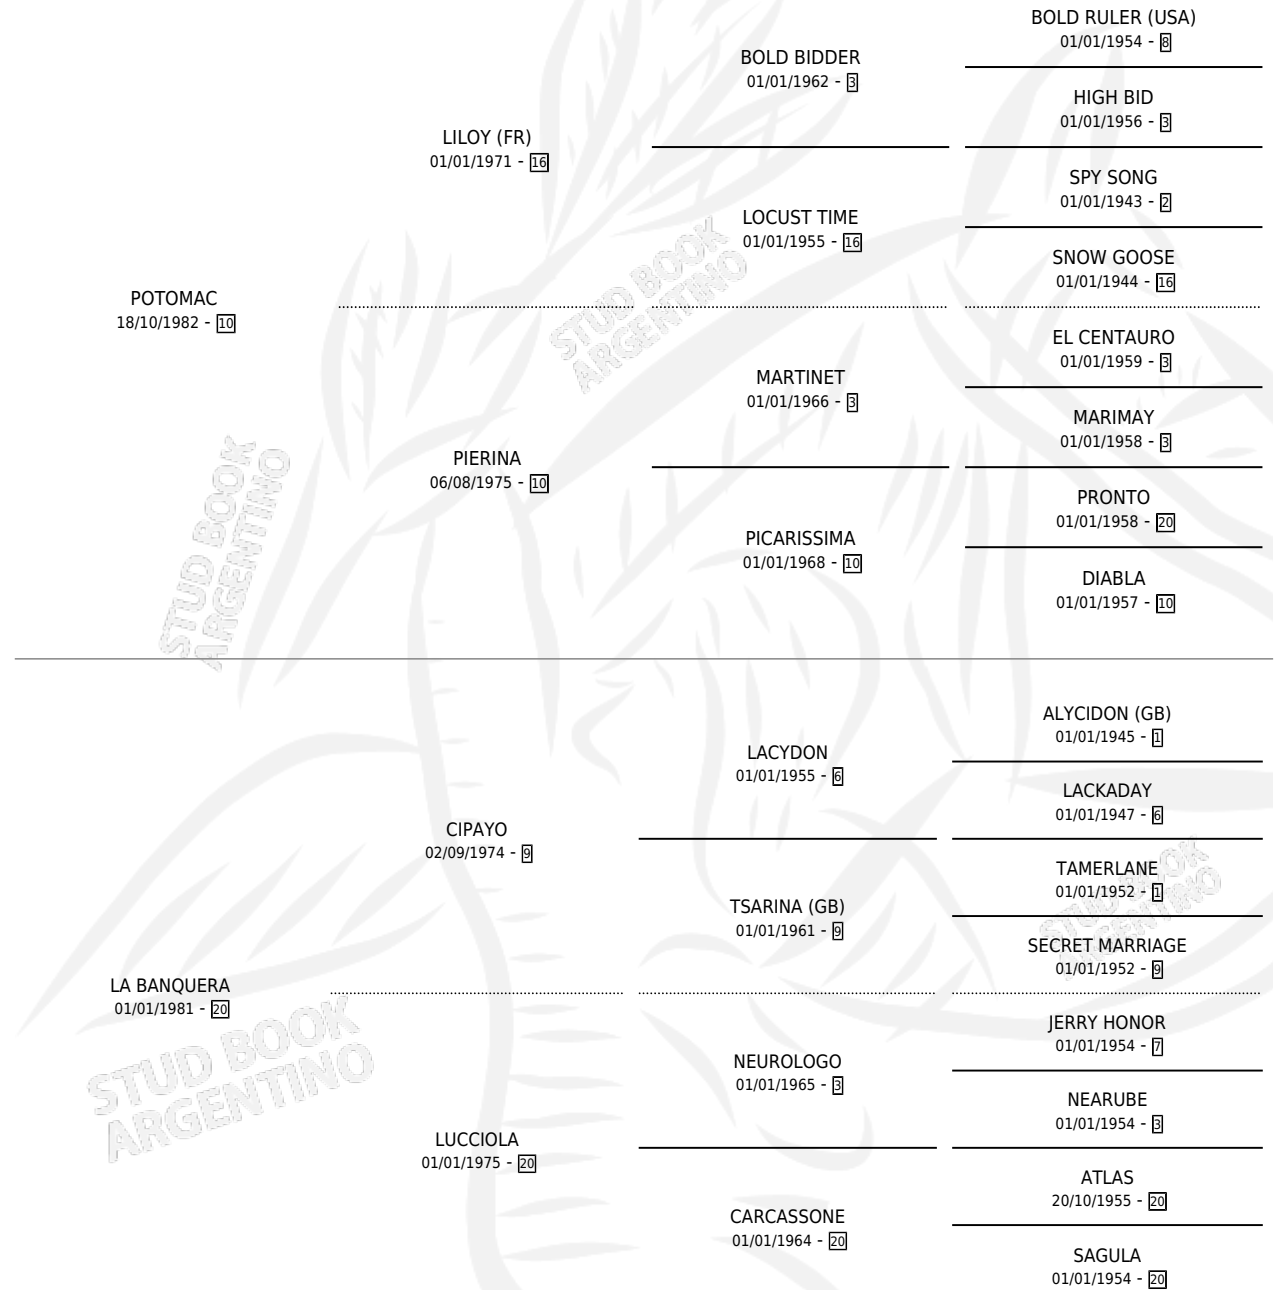 BOLD RULER (USA)
01/01/1954 - 8
BOLD BIDDER
01/01/1962 - 3
HIGH BID
01/01/1956 - 3
LILOY (FR)
01/01/1971 - 16
SPY SONG
01/01/1943 - 2
LOCUST TIME
01/01/1955 - 16
SNOW GOOSE
01/01/1944 - 16
POTOMAC
18/10/1982 - 10
STUD BOOK
ARGENTINO
EL CENTAURO
01/01/1959 - 3
MARTINET
01/01/1966 - 3
MARIMAY
01/01/1958 - 3
PIERINA
06/08/1975 - 10
PRONTO
01/01/1958 - 20
PICARISSIMA
01/01/1968 - 10
DIABLA
01/01/1957 - 10
STUD BOOK
ARGENTINO
ALYCIDON (GB)
01/01/1945 - 1
LACYDON
01/01/1955 - 6
LACKADAY
01/01/1947 - 6
CIPAYO
02/09/1974 - 9
TAMERLANE
01/01/1952 - 1
TSARINA (GB)
01/01/1961 - 9
STUD BOOK
ARGENTINO
SECRET MARRIAGE
01/01/1952 - 9
LA BANQUERA
01/01/1981 - 20
STUD BOOK
ARGENTINO
JERRY HONOR
01/01/1954 - 7
NEUROLOGO
01/01/1965 - 3
NEARUBE
01/01/1954 - 3
LUCCIOLA
01/01/1975 - 20
ATLAS
20/10/1955 - 20
CARCASSONE
01/01/1964 - 20
SAGULA
01/01/1954 - 20